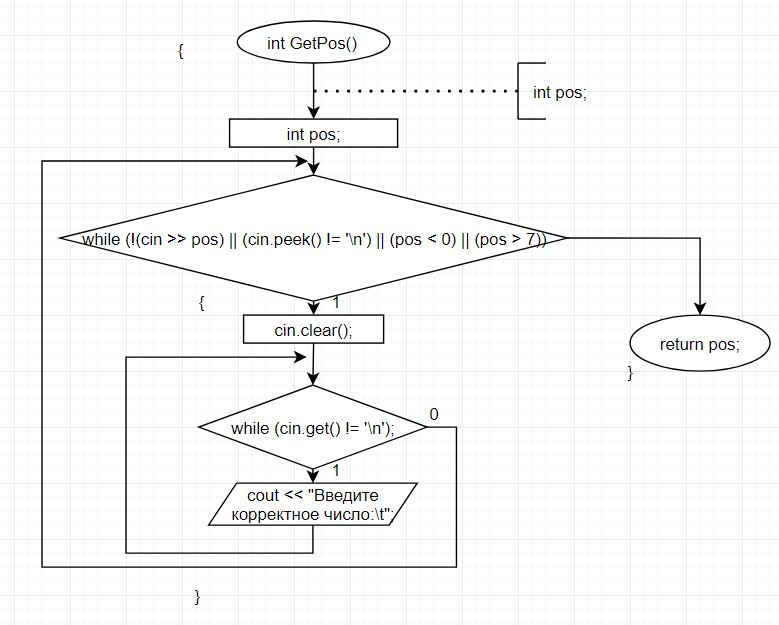 int GetPos()
{
int pos;
int pos;
while (!(cin >> pos) || (cin.peek() != '\n') || (pos < 0) || (pos > 7))
{
1
cin.clear();
return pos;
}
0
while (cin.get() != '\n');
1
cout << "Введите
корректное число:\t";
}